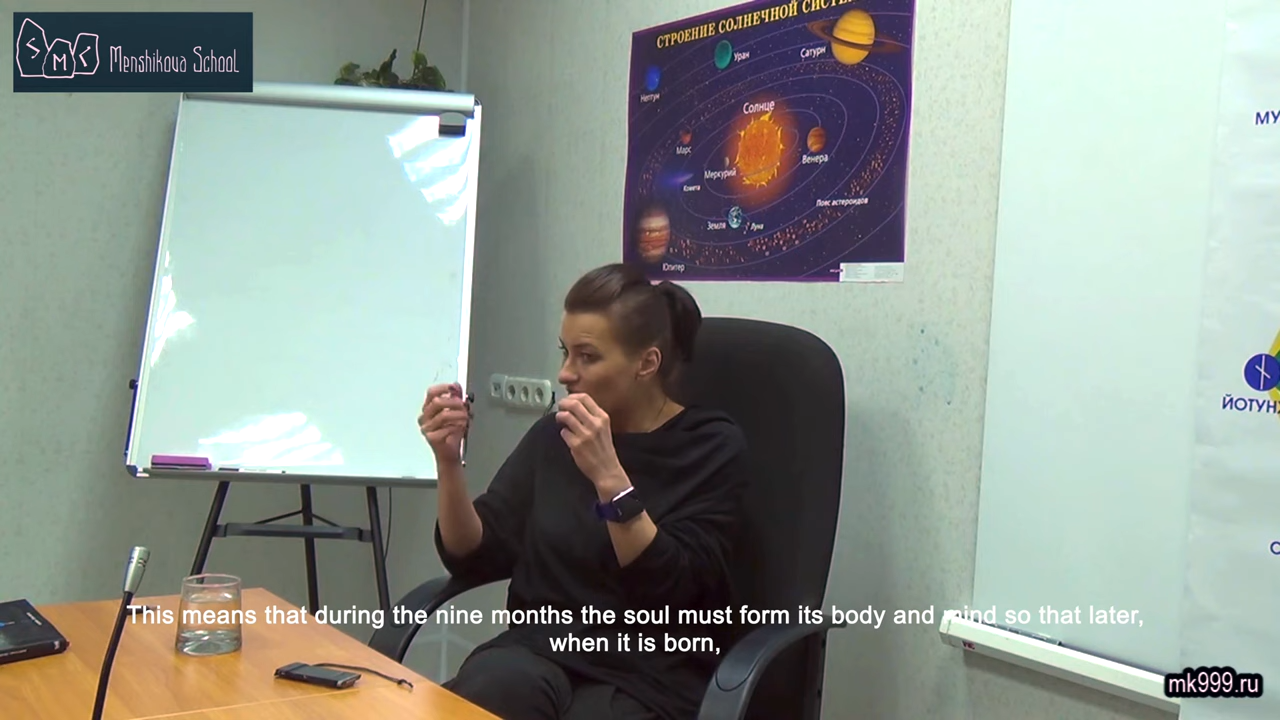 SMC Menshikova School
СТРОЕНИЕ СОЛНЕЧНОЙ
Нептун
Уран
Сатурн
Солнце
Марс
Меркурий
Венера
Комета
Пояс астероидов
Земля
Луна
Юпитер
МУ
ЙОТУН
This means that during the nine months the soul must form its body and mind so that later,
when it is born,
mk999.ru